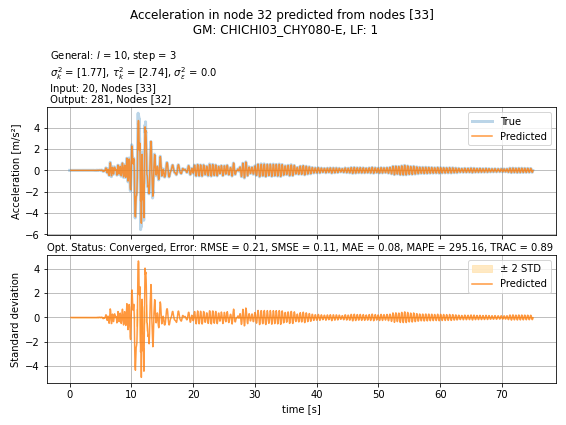 Acceleration in node 32 predicted from nodes [33]
GM: CHICHI03_CHY080-E, LF: 1
General: l = 10, step = 3
σ²ₖ = [1.77], τ²ₖ = [2.74], σ²ε = 0.0
Input: 20, Nodes [33]
Output: 281, Nodes [32]
Acceleration [m/s²]
4
2
0
−2
−4
−6
True
Predicted
Opt. Status: Converged, Error: RMSE = 0.21, SMSE = 0.11, MAE = 0.08, MAPE = 295.16, TRAC = 0.89
Standard deviation
4
2
0
−2
−4
± 2 STD
Predicted
0 10 20 30 40 50 60 70
time [s]